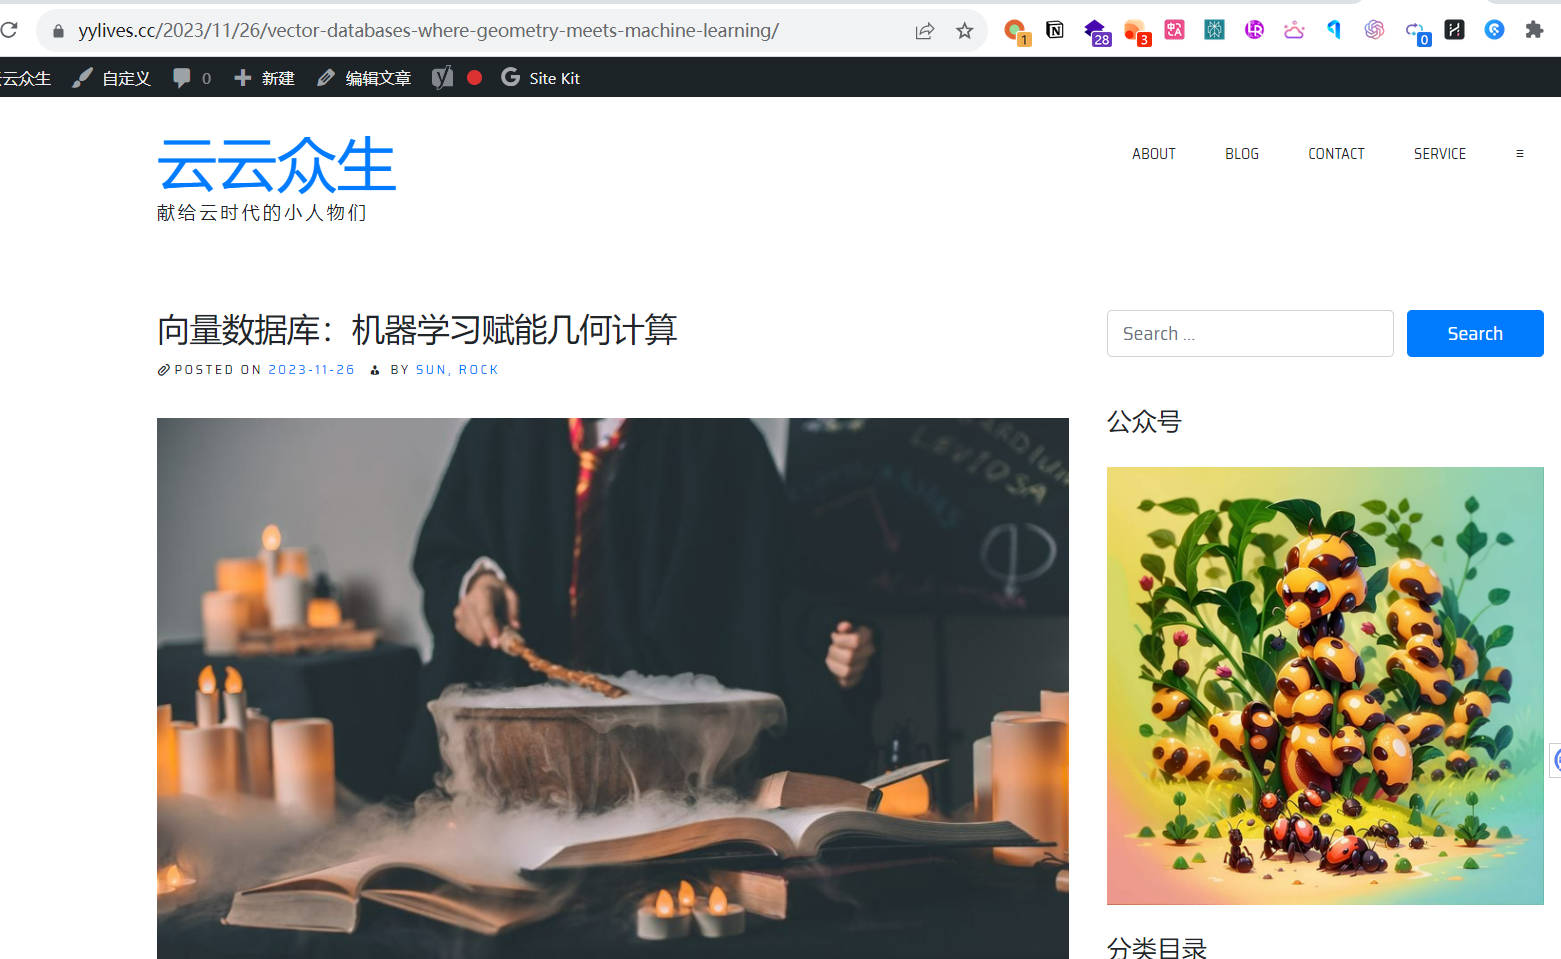 yylives.cc/2023/11/26/vector-databases-where-geometry-meets-machine-learning/
1
28
3
0
云众生
自定义
0
新建
编辑文章
Site Kit
云云众生
献给云时代的小人物们
ABOUT
BLOG
CONTACT
SERVICE
向量数据库：机器学习赋能几何计算
POSTED ON 2023-11-26 BY SUN, ROCK
LEVIOSA
Search ...
Search
公众号
分类目录